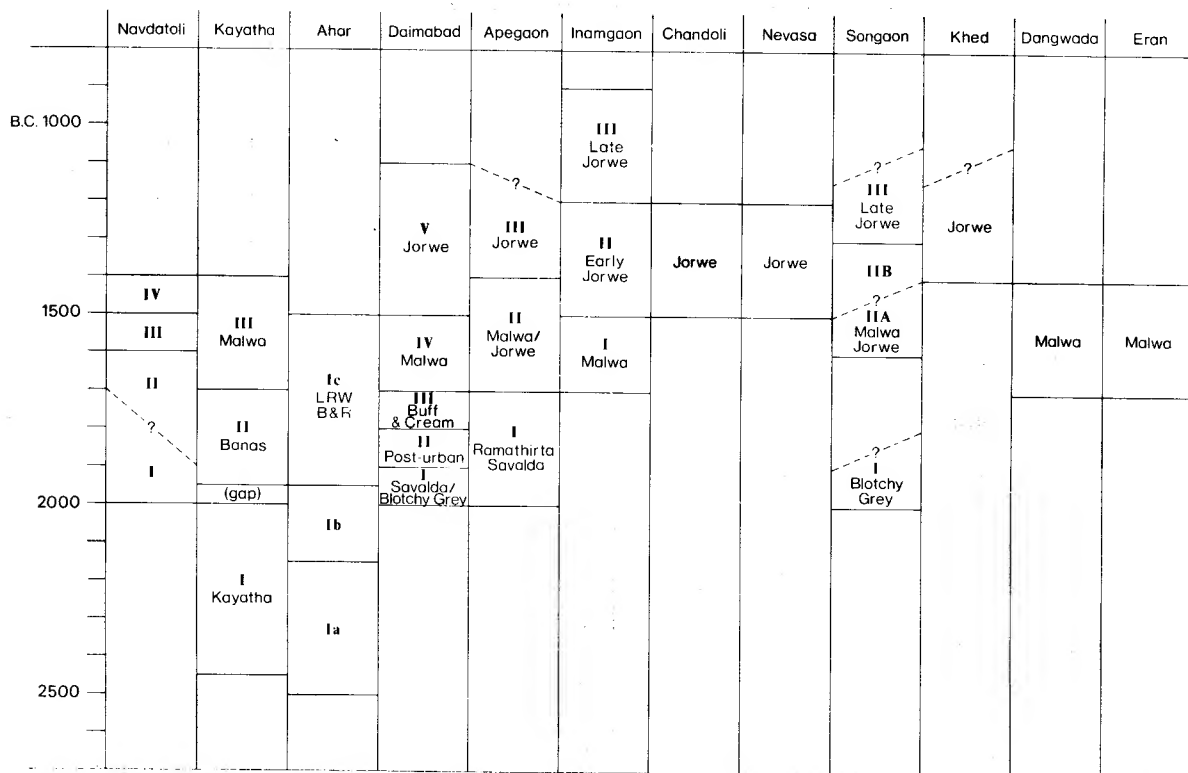 Navdatoli Kayatha Ahar Daimabad Apegaon Inamgaon Chandoli Nevasa Songaon Khed Dangwada Eran
B.C. 1000
1500
2000
2500
IV
III
II
?
I
III
Malwa
II
Banas
(gap)
I
Kayatha
Ic
LRW
B&R
Ib
Ia
V
Jorwe
IV
Malwa
III
Buff
& Cream
II
Post-urban
I
Savalda/
Blotchy Grey
?
III
Jorwe
II
Malwa/
Jorwe
I
Ramathirta
Savalda
III
Late
Jorwe
II
Early
Jorwe
I
Malwa
Jorwe
Jorwe
?
III
Late
Jorwe
IIB
?
IIA
Malwa
Jorwe
?
I
Blotchy
Grey
?
Jorwe
Malwa
Malwa